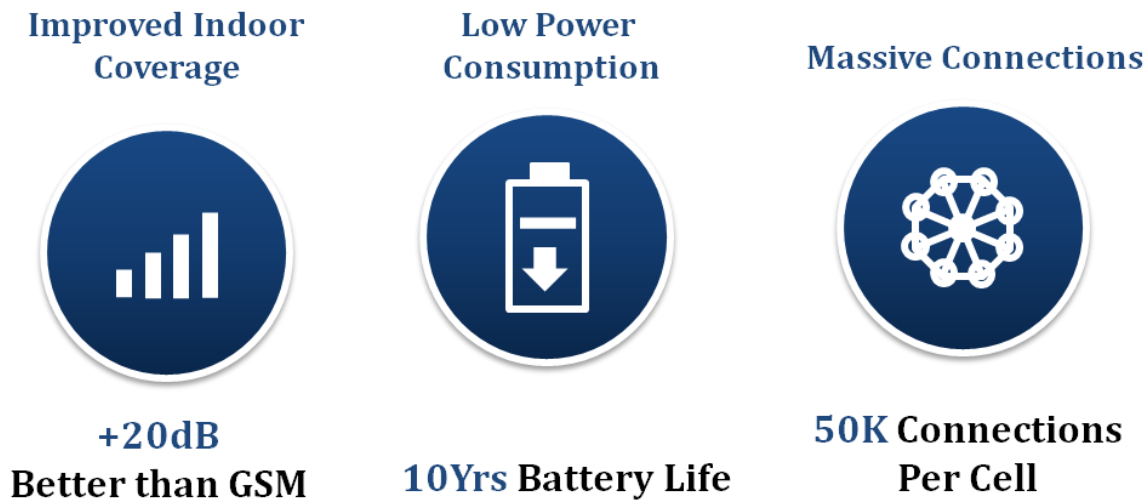 Improved Indoor
Coverage
+20dB
Better than GSM
Low Power
Consumption
10Yrs Battery Life
Massive Connections
50K Connections
Per Cell